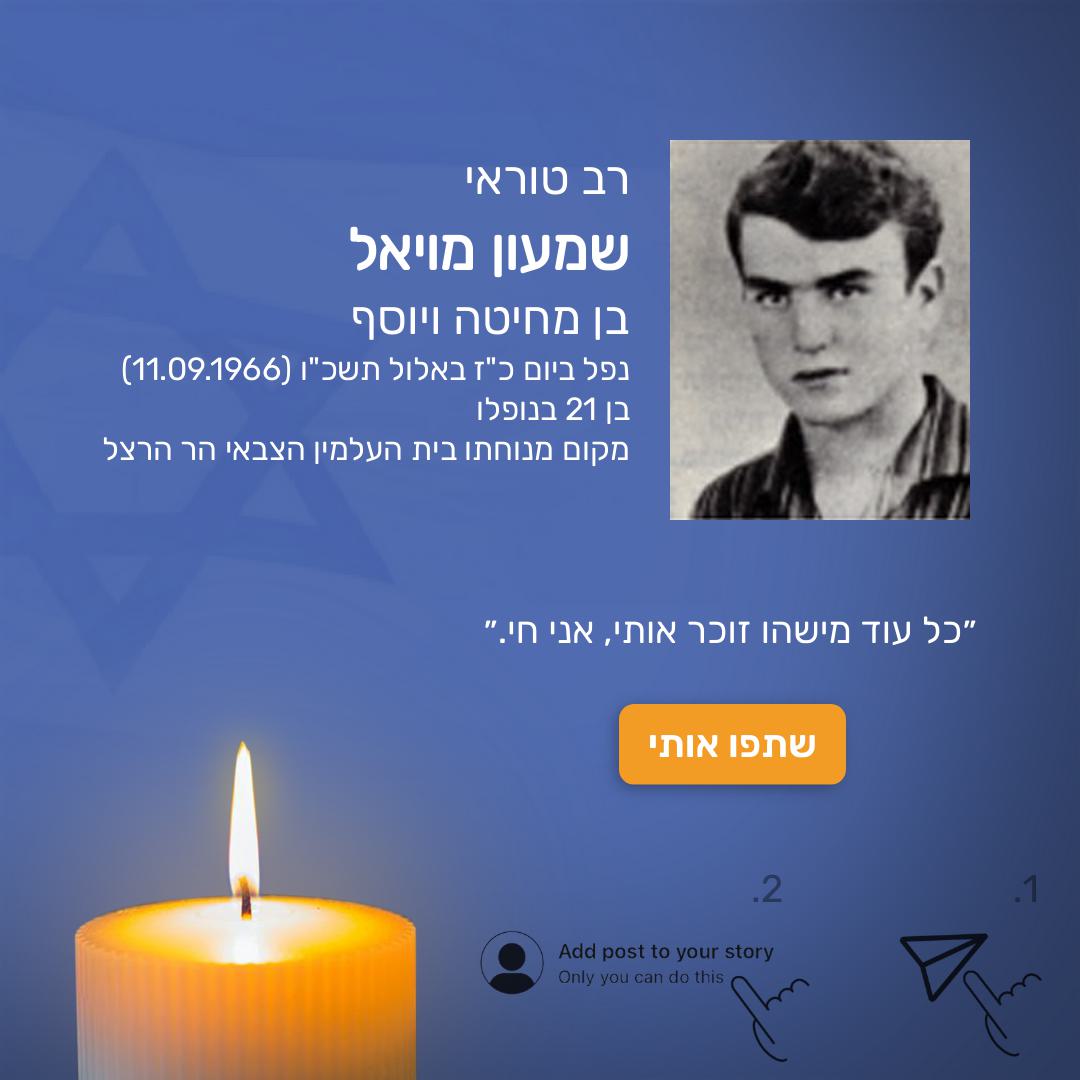 רב טוראי
שמעון מויאל
בן מחיטה ויוסף
נפל ביום כ"ז באלול תשכ"ו (11.09.1966)
בן 21 בנופלו
מקום מנוחתו בית העלמין הצבאי הר הרצל
״כל עוד מישהו זוכר אותי, אני חי.״
שתפו אותי
1.
2.
Add post to your story
Only you can do this